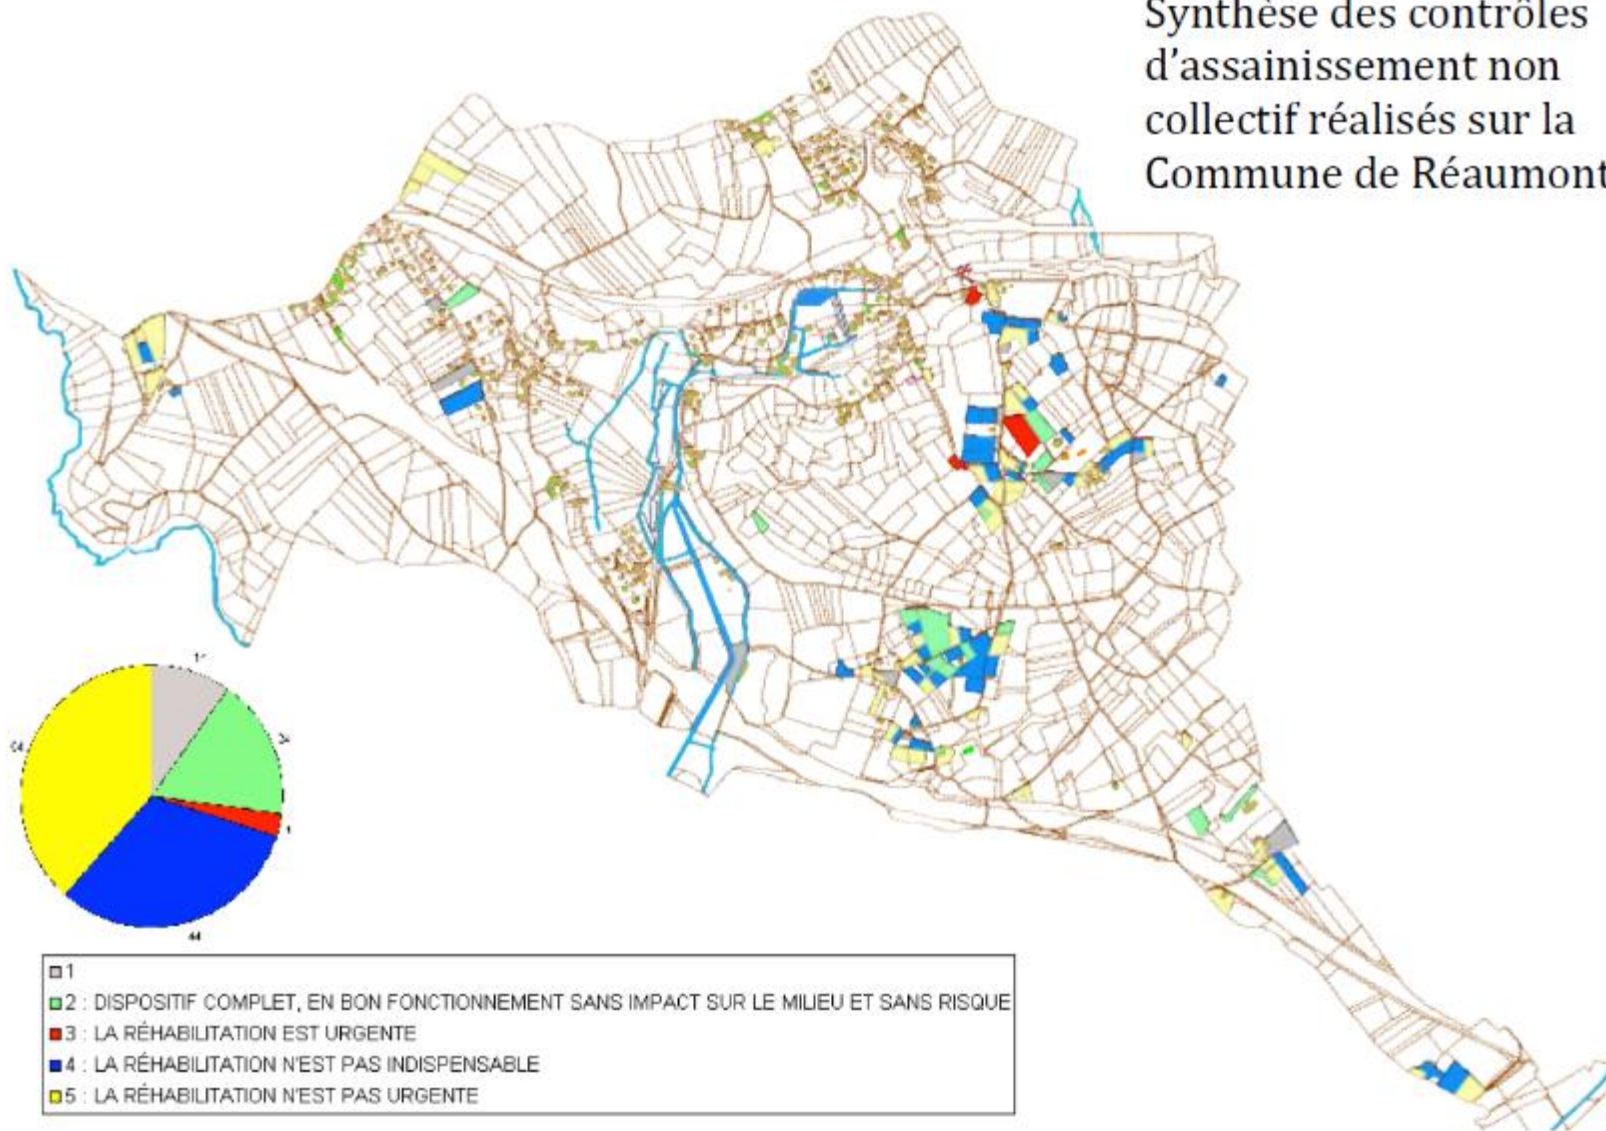 Synthèse des contrôles
d'assainissement non
collectif réalisés sur la
Commune de Réaumont
44
1
2 : DISPOSITIF COMPLET, EN BON FONCTIONNEMENT SANS IMPACT SUR LE MILIEU ET SANS RISQUE
3 : LA RÉHABILITATION EST URGENTE
4 : LA RÉHABILITATION N'EST PAS INDISPENSABLE
5 : LA RÉHABILITATION N'EST PAS URGENTE